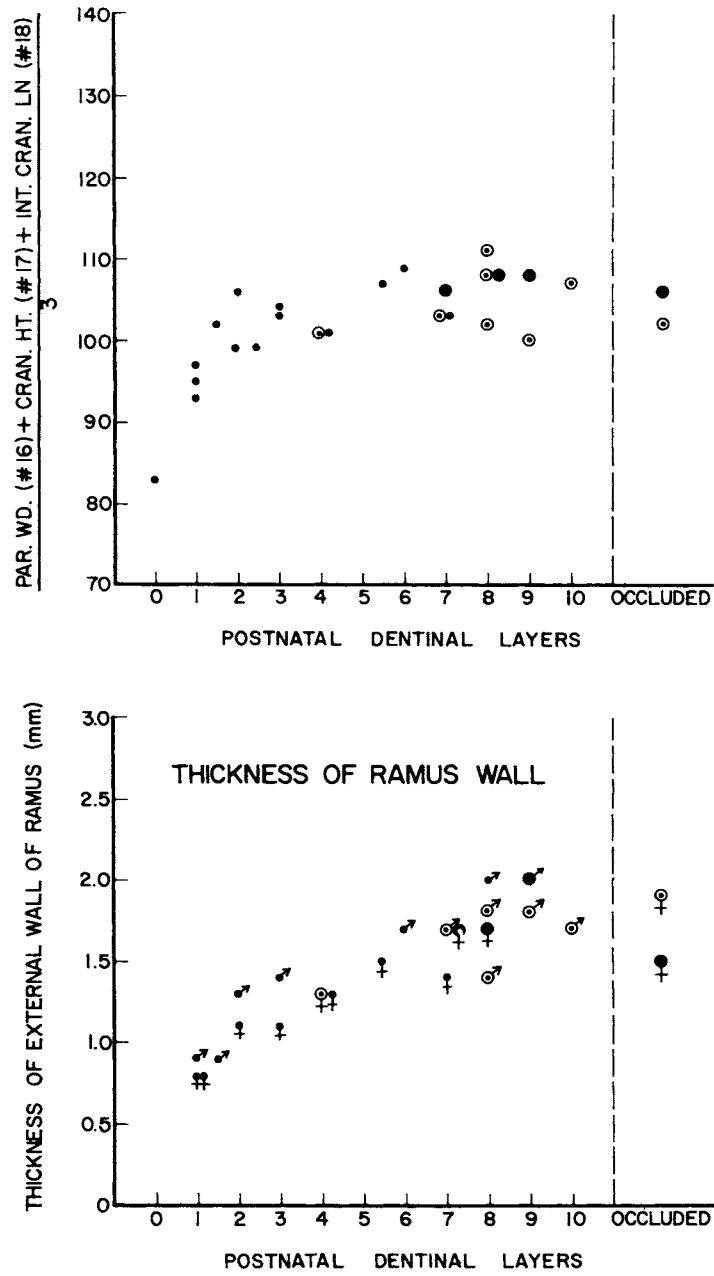 PAR. WD. (#16) + CRAN. HT. (#17) + INT. CRAN. LN (#18)
3
140
130
120
110
100
90
80
70
0 1 2 3 4 5 6 7 8 9 10 OCCLUDED
POSTNATAL DENTINAL LAYERS
THICKNESS OF EXTERNAL WALL OF RAMUS (mm)
THICKNESS OF RAMUS WALL
3.0
2.5
2.0
1.5
1.0
0.5
0
0 1 2 3 4 5 6 7 8 9 10 OCCLUDED
POSTNATAL DENTINAL LAYERS